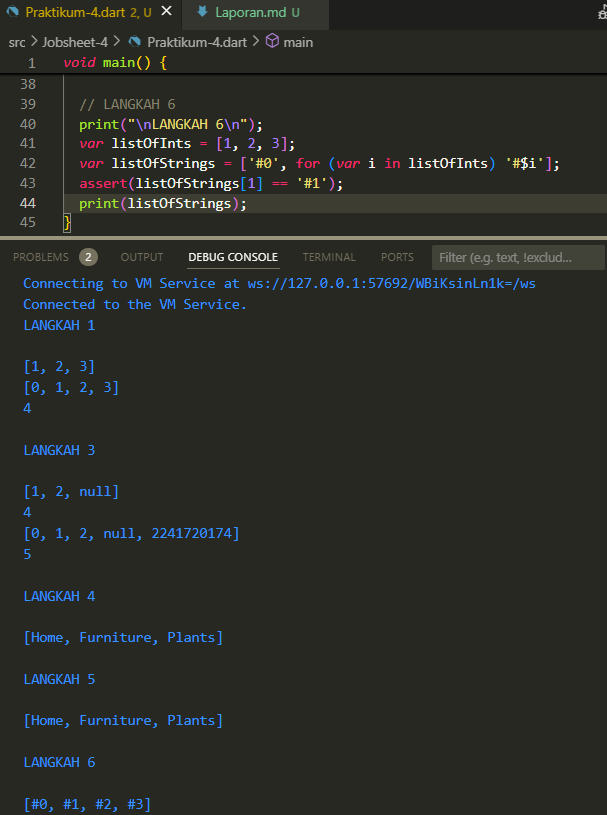 Praktikum-4.dart 2, U
Laporan.md U
src > Jobsheet-4 > Praktikum-4.dart > main
1 void main() {
38
39 // LANGKAH 6
40 print("\nLANGKAH 6\n");
41 var listOfInts = [1, 2, 3];
42 var listOfStrings = ['#0', for (var i in listOfInts) '#$i'];
43 assert(listOfStrings[1] == '#1');
44 print(listOfStrings);
45 }
PROBLEMS 2 OUTPUT DEBUG CONSOLE TERMINAL PORTS Filter (e.g. text, !exclud...
Connecting to VM Service at ws://127.0.0.1:57692/WBiKsinLn1k=/ws
Connected to the VM Service.
LANGKAH 1
[1, 2, 3]
[0, 1, 2, 3]
4
LANGKAH 3
[1, 2, null]
4
[0, 1, 2, null, 2241720174]
5
LANGKAH 4
[Home, Furniture, Plants]
LANGKAH 5
[Home, Furniture, Plants]
LANGKAH 6
[#0, #1, #2, #3]